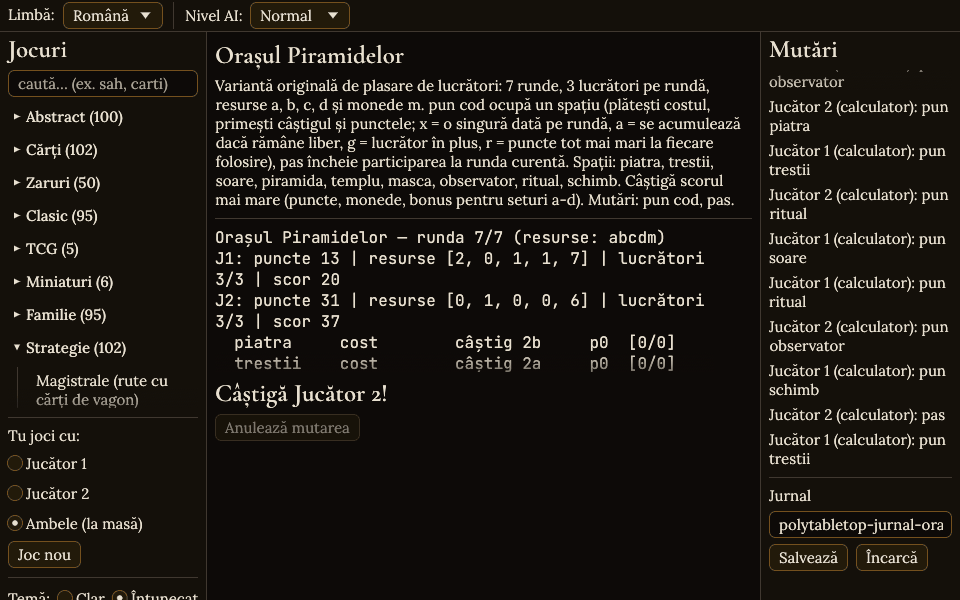 Limbă: Română ▼ Nivel AI: Normal ▼
Jocuri
caută... (ex. sah, carti)
▸ Abstract (100)
▸ Cărți (102)
▸ Zaruri (50)
▸ Clasic (95)
▸ TCG (5)
▸ Miniaturi (6)
▸ Familie (95)
▾ Strategie (102)
Magistrale (rute cu
cărți de vagon)
Tu joci cu:
Jucător 1
Jucător 2
Ambele (la masă)
Joc nou
Temă: Clar Întunecat
Orașul Piramidelor
Variantă originală de plasare de lucrători: 7 runde, 3 lucrători pe rundă,
resurse a, b, c, d și monede m. pun cod ocupă un spațiu (plătești costul,
primești câștigul și punctele; x = o singură dată pe rundă, a = se acumulează
dacă rămâne liber, g = lucrător în plus, r = puncte tot mai mari la fiecare
folosire), pas încheie participarea la runda curentă. Spații: piatra, trestii,
soare, piramida, templu, masca, observator, ritual, schimb. Câștigă scorul
mai mare (puncte, monede, bonus pentru seturi a-d). Mutări: pun cod, pas.
Orașul Piramidelor — runda 7/7 (resurse: abcdm)
J1: puncte 13 | resurse [2, 0, 1, 1, 7] | lucrători
3/3 | scor 20
J2: puncte 31 | resurse [0, 1, 0, 0, 6] | lucrători
3/3 | scor 37
piatra cost câștig 2b p0 [0/0]
trestii cost câștig 2a p0 [0/0]
Câștigă Jucător 2!
Anulează mutarea
Mutări
observator
Jucător 2 (calculator): pun
piatra
Jucător 1 (calculator): pun
trestii
Jucător 2 (calculator): pun
ritual
Jucător 1 (calculator): pun
soare
Jucător 1 (calculator): pun
ritual
Jucător 2 (calculator): pun
observator
Jucător 1 (calculator): pun
schimb
Jucător 2 (calculator): pas
Jucător 1 (calculator): pun
trestii
Jurnal
polytabletop-jurnal-ora
Salvează Încarcă